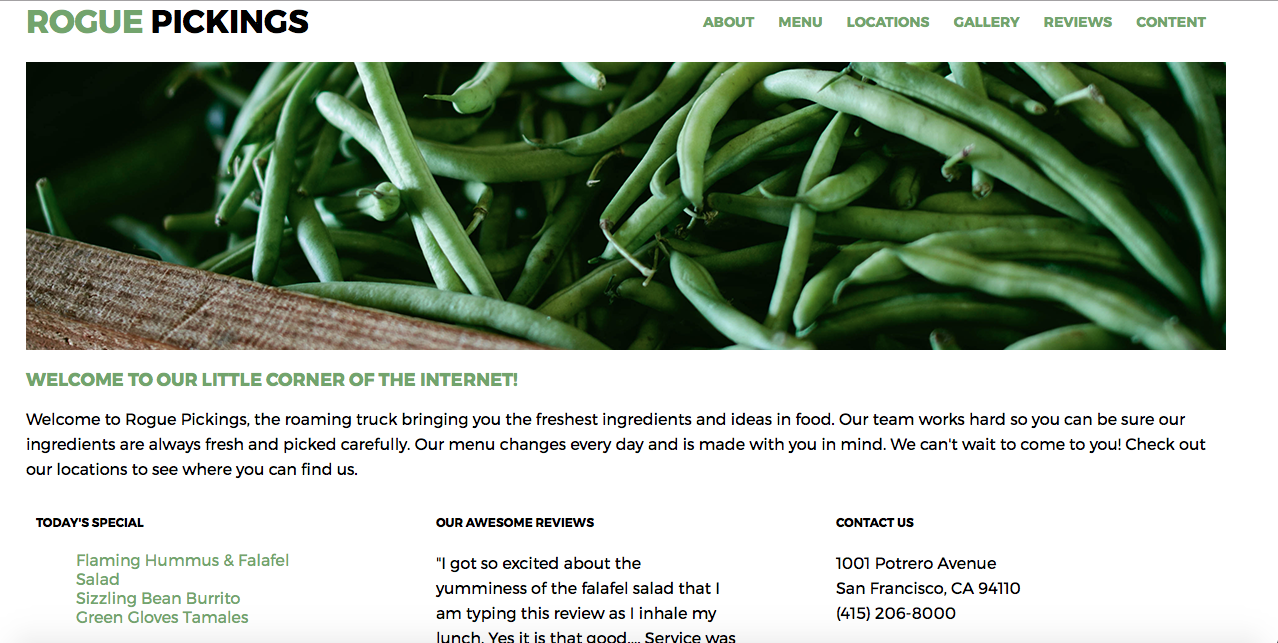 ROGUE PICKINGS
ABOUT MENU LOCATIONS GALLERY REVIEWS CONTENT
WELCOME TO OUR LITTLE CORNER OF THE INTERNET!
Welcome to Rogue Pickings, the roaming truck bringing you the freshest ingredients and ideas in food. Our team works hard so you can be sure our
ingredients are always fresh and picked carefully. Our menu changes every day and is made with you in mind. We can't wait to come to you! Check out
our locations to see where you can find us.
TODAY'S SPECIAL
Flaming Hummus & Falafel
Salad
Sizzling Bean Burrito
Green Gloves Tamales
OUR AWESOME REVIEWS
"I got so excited about the
yumminess of the falafel salad that I
am typing this review as I inhale my
lunch. Yes it is that good.... Service was
CONTACT US
1001 Potrero Avenue
San Francisco, CA 94110
(415) 206-8000